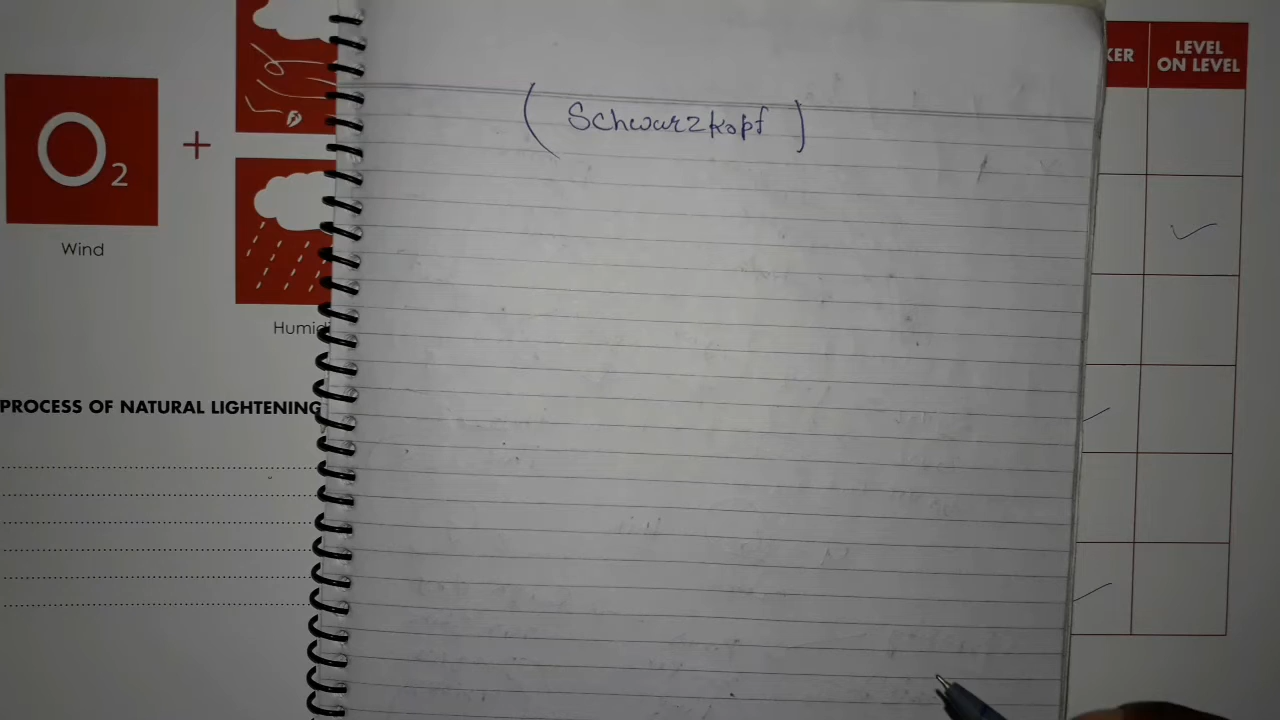 ( Schwarzkopf )
O2
+
Wind
Humid
PROCESS OF NATURAL LIGHTENING
KER
LEVEL
ON LEVEL